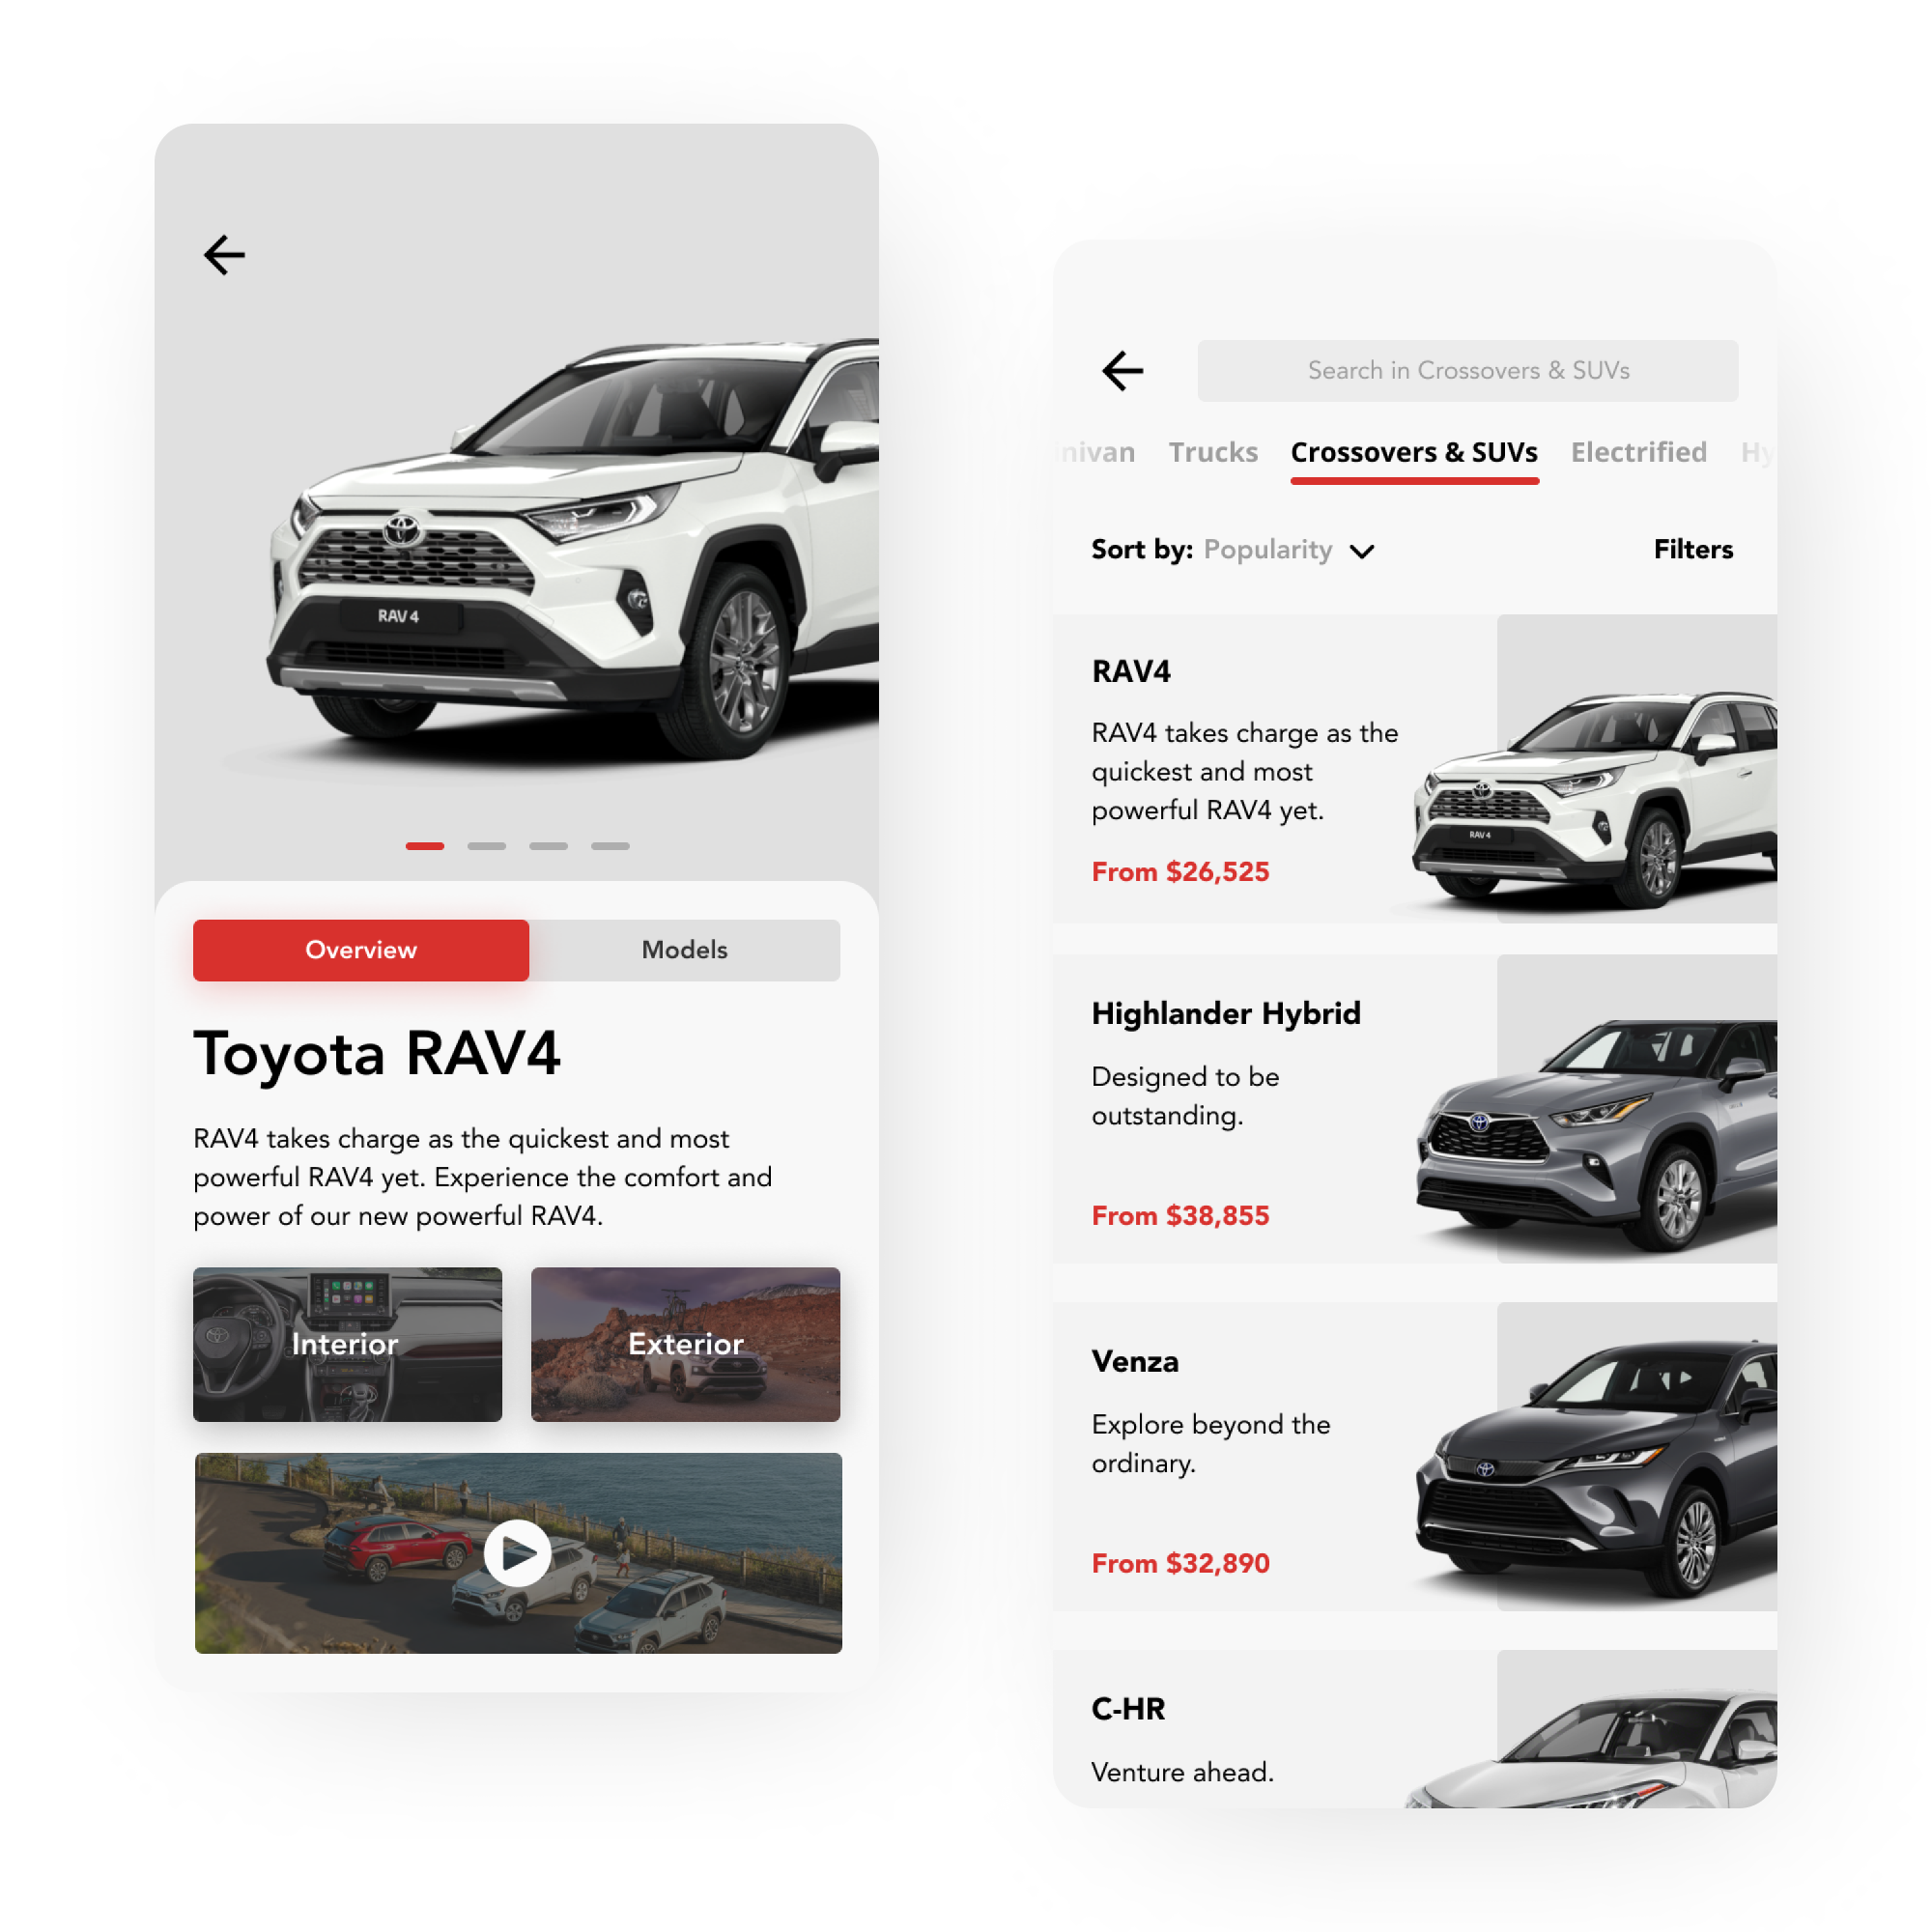 RAV 4
Overview
Models
Toyota RAV4
RAV4 takes charge as the quickest and most
powerful RAV4 yet. Experience the comfort and
power of our new powerful RAV4.
Interior
Exterior
Search in Crossovers & SUVs
Trucks
Crossovers & SUVs
Electrified
Sort by: Popularity
Filters
RAV4
RAV4 takes charge as the
quickest and most
powerful RAV4 yet.
From $26,525
RAV 4
Highlander Hybrid
Designed to be
outstanding.
From $38,855
Venza
Explore beyond the
ordinary.
From $32,890
C-HR
Venture ahead.